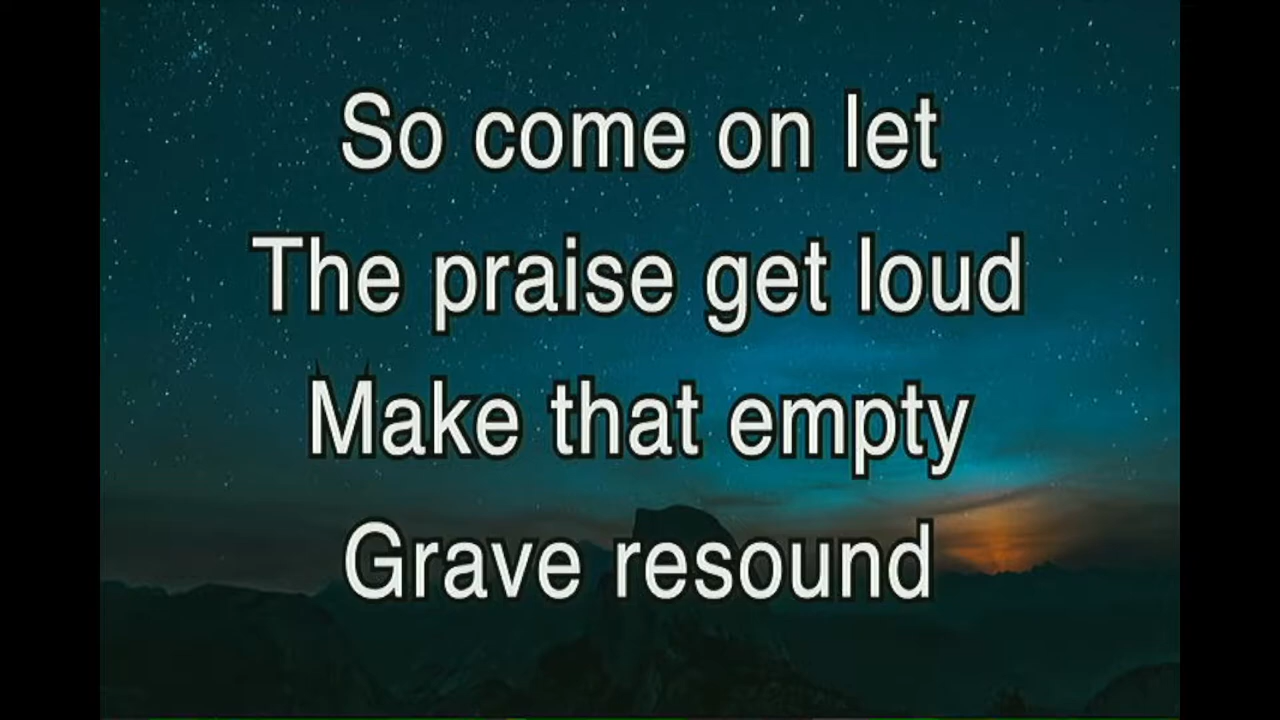 So come on let
The praise get loud
Make that empty
Grave resound